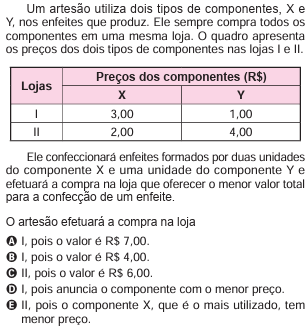 Um artesão utiliza dois tipos de componentes, X e
Y, nos enfeites que produz. Ele sempre compra todos os
componentes em uma mesma loja. O quadro apresenta
os preços dos dois tipos de componentes nas lojas I e II.
Lojas
Preços dos componentes (R$)
X Y
I 3,00 1,00
II 2,00 4,00
Ele confeccionará enfeites formados por duas unidades
do componente X e uma unidade do componente Y e
efetuará a compra na loja que oferecer o menor valor total
para a confecção de um enfeite.
O artesão efetuará a compra na loja
A I, pois o valor é R$ 7,00.
B I, pois o valor é R$ 4,00.
C II, pois o valor é R$ 6,00.
D I, pois anuncia o componente com o menor preço.
E II, pois o componente X, que é o mais utilizado, tem
menor preço.